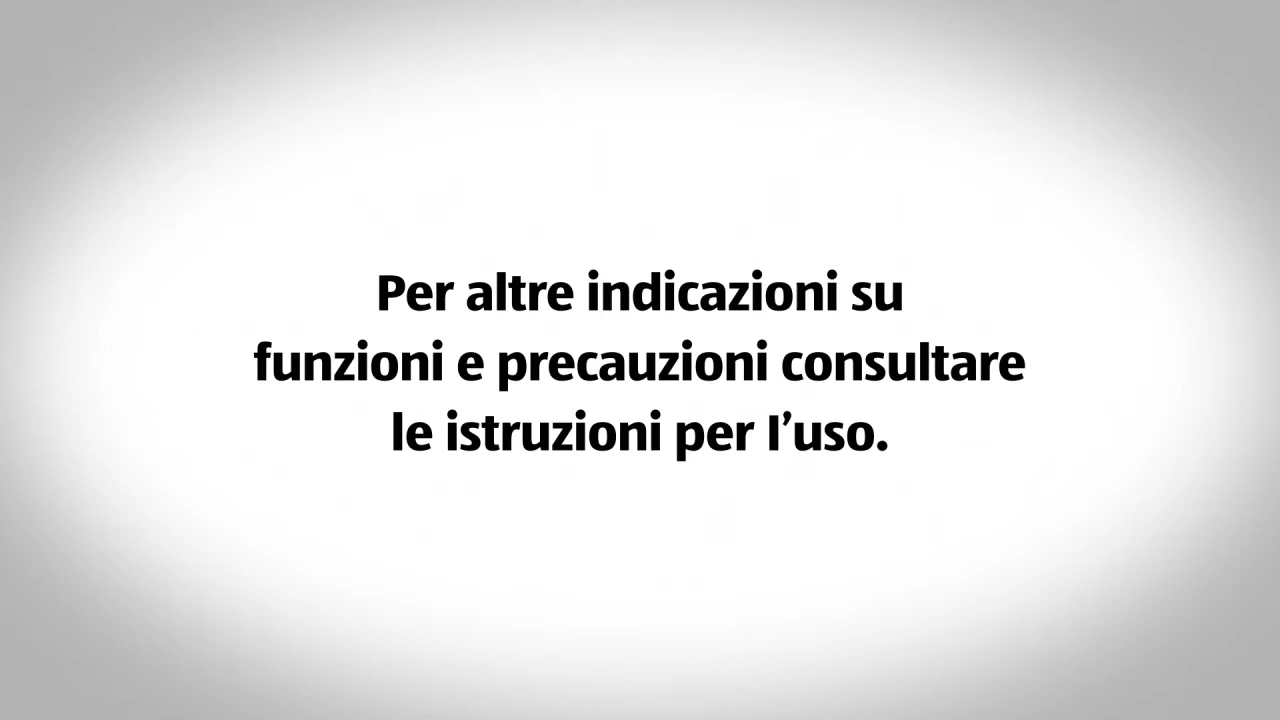 Per altre indicazioni su
funzioni e precauzioni consultare
le istruzioni per l’uso.